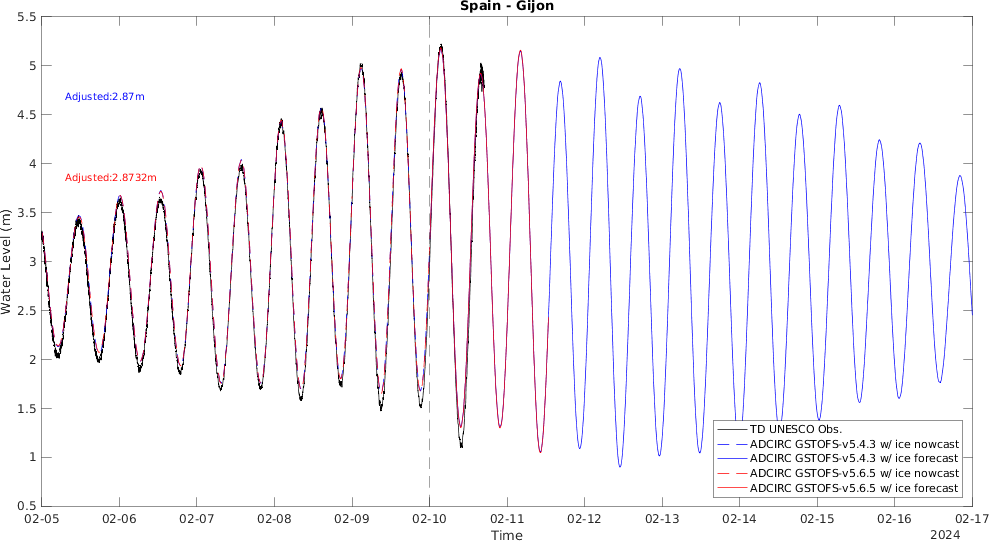 Spain - Gijon
5.5
5
4.5
4
3.5
3
2.5
2
1.5
1
0.5
Water Level (m)
Adjusted:2.87m
Adjusted:2.8732m
TD UNESCO Obs.
ADCIRC GSTOFS-v5.4.3 w/ ice nowcast
ADCIRC GSTOFS-v5.4.3 w/ ice forecast
ADCIRC GSTOFS-v5.6.5 w/ ice nowcast
ADCIRC GSTOFS-v5.6.5 w/ ice forecast
02-05 02-06 02-07 02-08 02-09 02-10 02-11 02-12 02-13 02-14 02-15 02-16 02-17
Time
2024